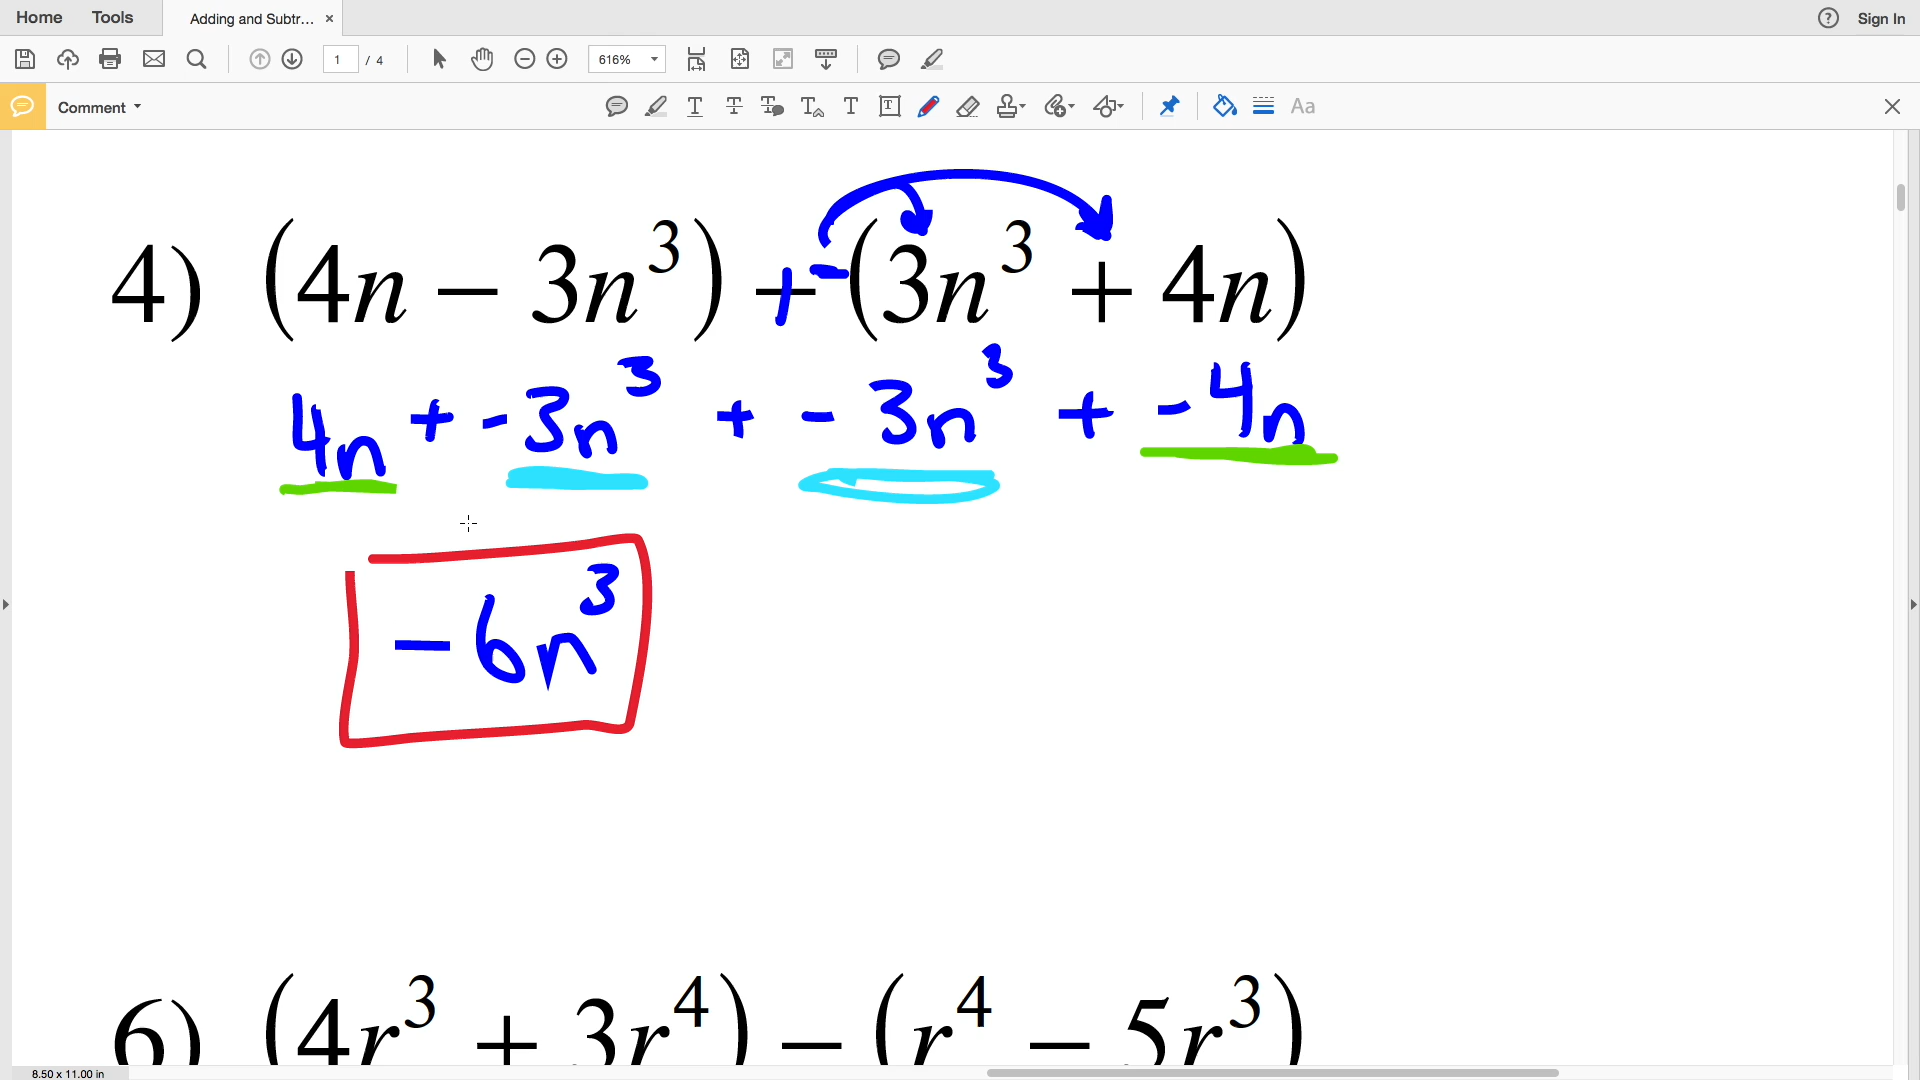 Home Tools Adding and Subtr... × ? Sign In
1 / 4 616%
Comment T T T T T T Aa
4) (4n − 3n³) + -(3n³ + 4n)
4n + -3n³ + -3n³ + -4n
-6n³
6) (4r³ + 3r⁴) − (r⁴ − 5r³)
8.50 x 11.00 in